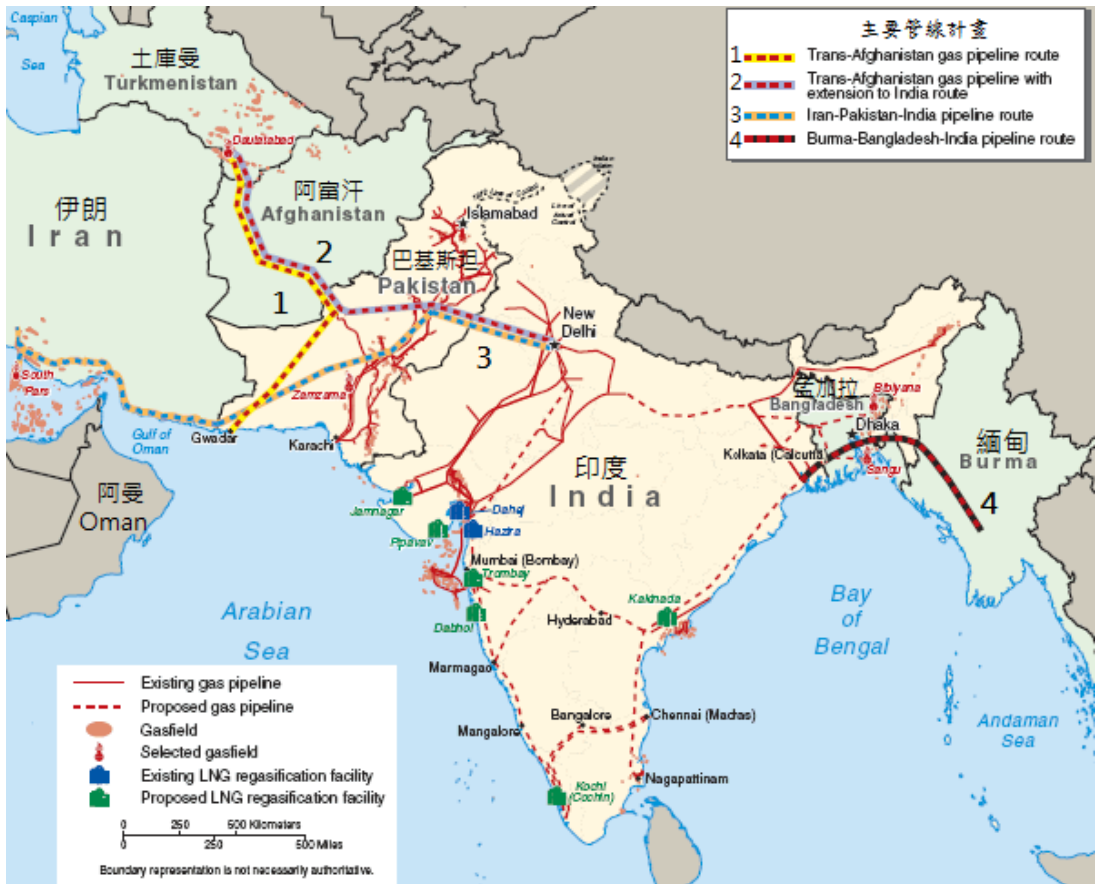 Caspian
Sea
土庫曼
Turkmenistan
Dauletabad
主要管線計畫
1 Trans-Afghanistan gas pipeline route
2 Trans-Afghanistan gas pipeline with
extension to India route
3 Iran-Pakistan-India pipeline route
4 Burma-Bangladesh-India pipeline route
阿富汗
Afghanistan
伊朗
Iran
Indian
Line of
Actual
Control
Islamabad
巴基斯坦
Pakistan
2
1
New
Delhi
3
South
Pars
Zamzama
Gulf of
Oman
Gwadar
Karachi
孟加拉
Bangladesh
Bibiyana
Dhaka
Kolkata (Calcutta)
Sangu
緬甸
Burma
4
印度
India
阿曼
Oman
Jamnagar
Dahej
Pipavav
Hazira
Mumbai (Bombay)
Trombay
Dabhol
Hyderabad
Kakinada
Arabian
Sea
Bay
of
Bengal
Marmagao
Bangalore
Chennai (Madras)
Mangalore
Andaman
Sea
Nagapattinam
Kochi
(Cochin)
Existing gas pipeline
Proposed gas pipeline
Gasfield
Selected gasfield
Existing LNG regasification facility
Proposed LNG regasification facility
0 250 500 Kilometers
0 250 500 Miles
Boundary representation is not necessarily authoritative.